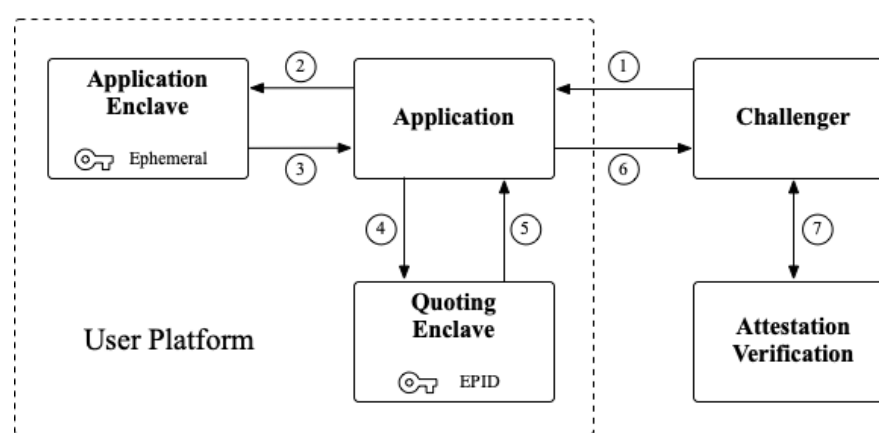 Application
Enclave
Ephemeral
2
3
Application
1
6
Challenger
4
5
7
User Platform
Quoting
Enclave
EPID
Attestation
Verification